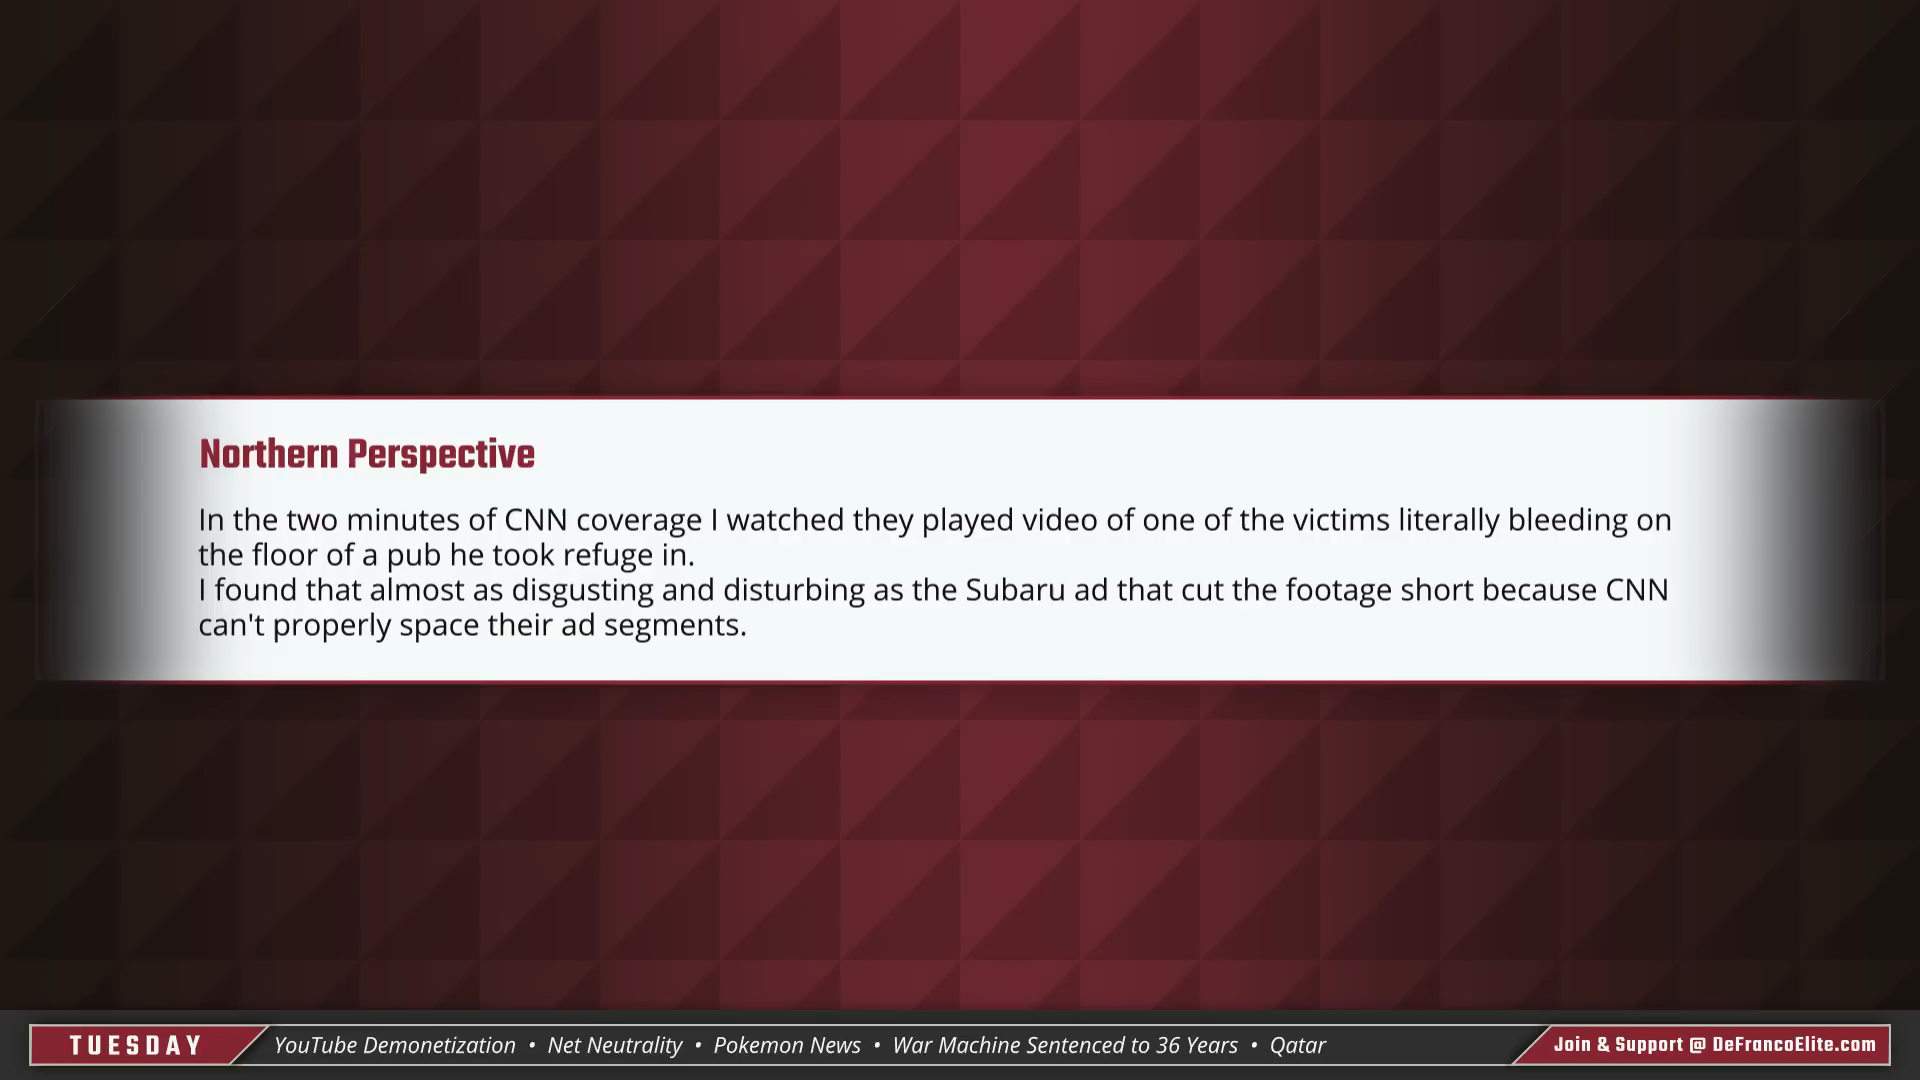 Northern Perspective
In the two minutes of CNN coverage I watched they played video of one of the victims literally bleeding on
the floor of a pub he took refuge in.
I found that almost as disgusting and disturbing as the Subaru ad that cut the footage short because CNN
can't properly space their ad segments.
TUESDAY
YouTube Demonetization • Net Neutrality • Pokemon News • War Machine Sentenced to 36 Years • Qatar
Join & Support @ DeFrancoElite.com